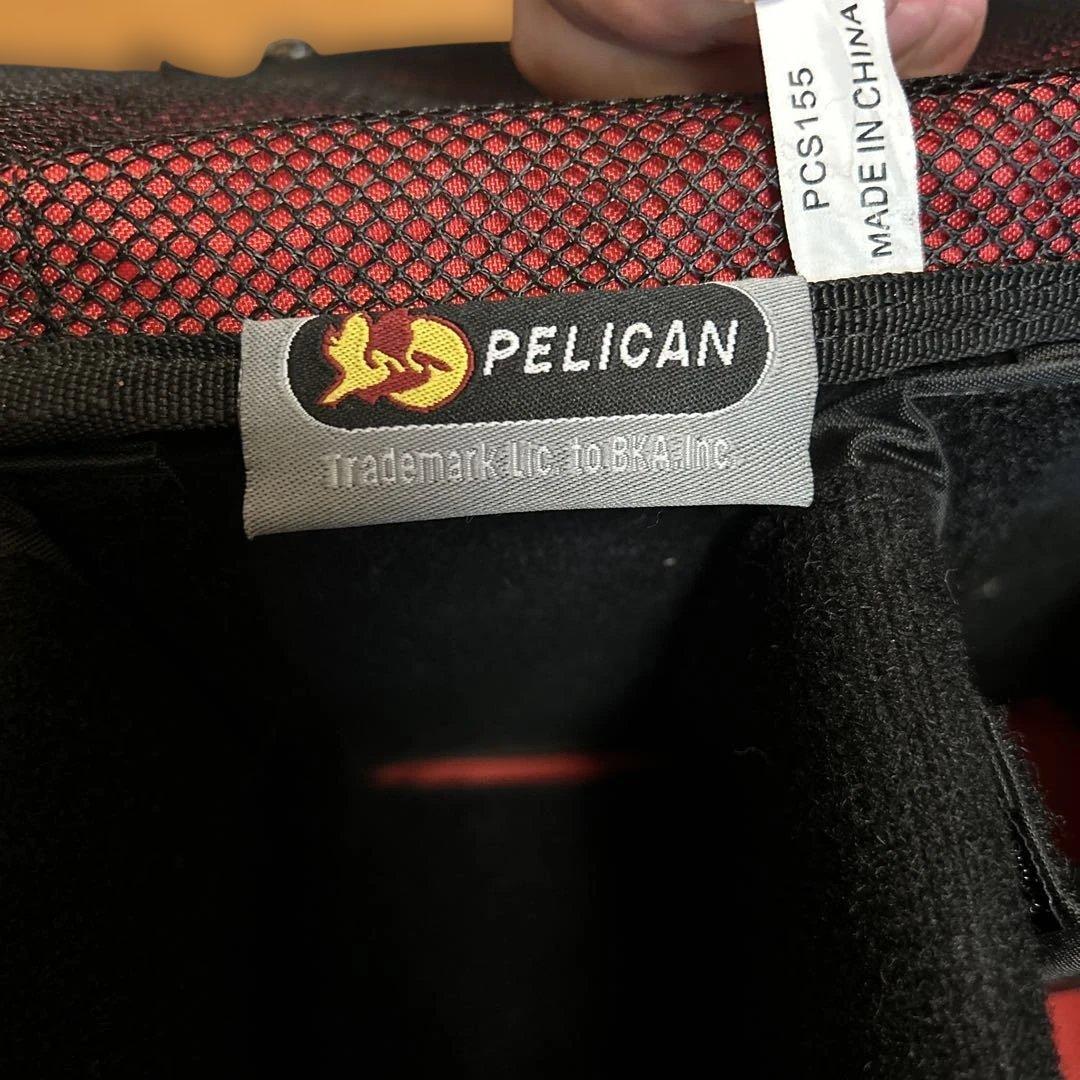 PCS155
MADE IN CHINA
PELICAN
Trademark Lic. to BKA.Inc.